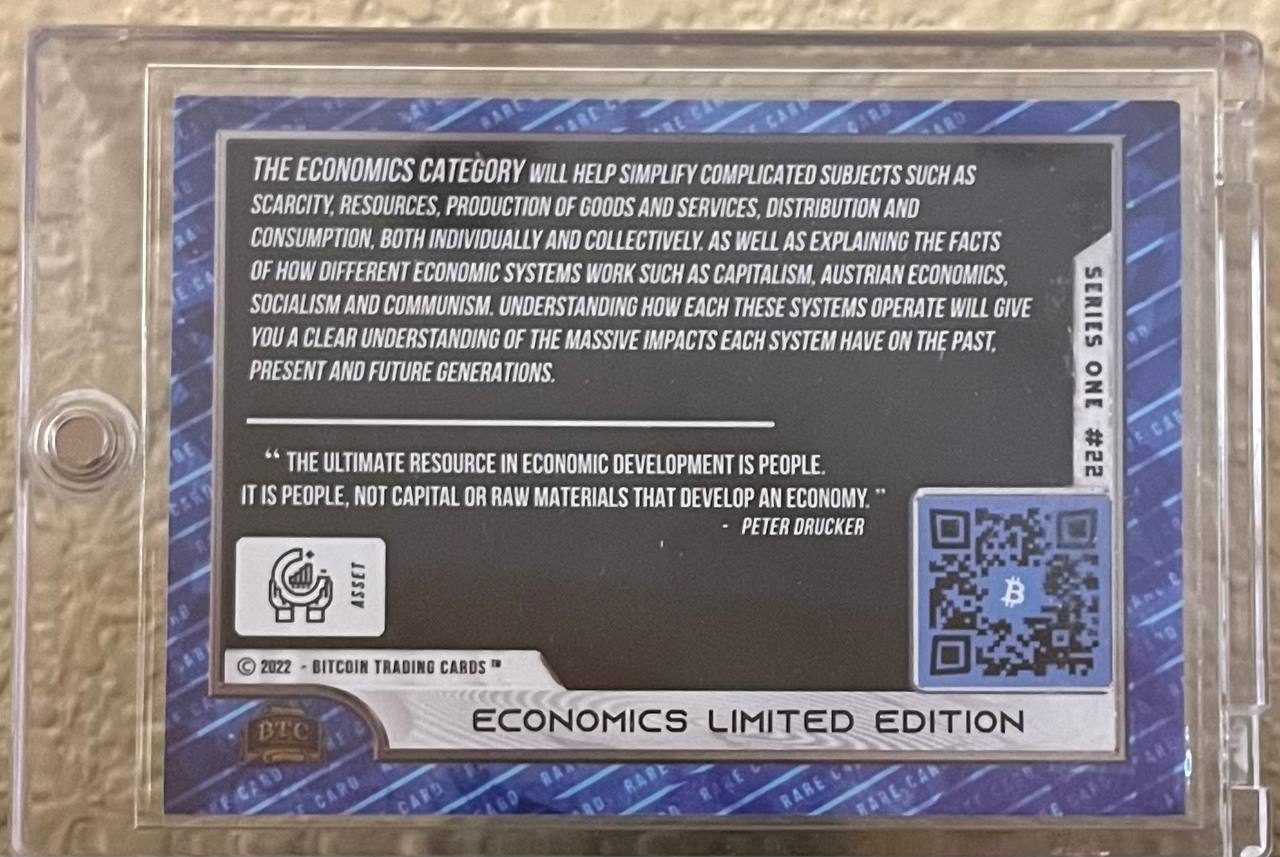 THE ECONOMICS CATEGORY WILL HELP SIMPLIFY COMPLICATED SUBJECTS SUCH AS
SCARCITY, RESOURCES, PRODUCTION OF GOODS AND SERVICES, DISTRIBUTION AND
CONSUMPTION, BOTH INDIVIDUALLY AND COLLECTIVELY. AS WELL AS EXPLAINING THE FACTS
OF HOW DIFFERENT ECONOMIC SYSTEMS WORK SUCH AS CAPITALISM, AUSTRIAN ECONOMICS,
SOCIALISM AND COMMUNISM. UNDERSTANDING HOW EACH THESE SYSTEMS OPERATE WILL GIVE
YOU A CLEAR UNDERSTANDING OF THE MASSIVE IMPACTS EACH SYSTEM HAVE ON THE PAST,
PRESENT AND FUTURE GENERATIONS.
“ THE ULTIMATE RESOURCE IN ECONOMIC DEVELOPMENT IS PEOPLE.
IT IS PEOPLE, NOT CAPITAL OR RAW MATERIALS THAT DEVELOP AN ECONOMY. ”
- PETER DRUCKER
SERIES ONE #22
ASSET
© 2022 - BITCOIN TRADING CARDS ™
BTC
ECONOMICS LIMITED EDITION
RARE CARD